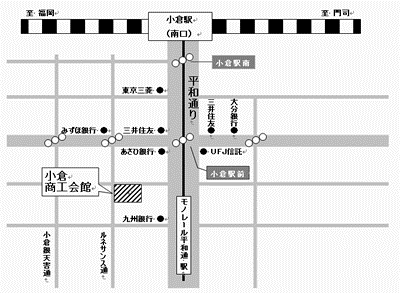 至 福岡
小倉駅
(南口)
至 門司
小倉駅南
平和通り
東京三菱
みずほ銀行
三井住友
三井住友
大分銀行
あさひ銀行
UFJ信託
小倉駅前
小倉
商工会館
九州銀行
モノレール平和通駅
小倉銀天吉通
ルネサンス通